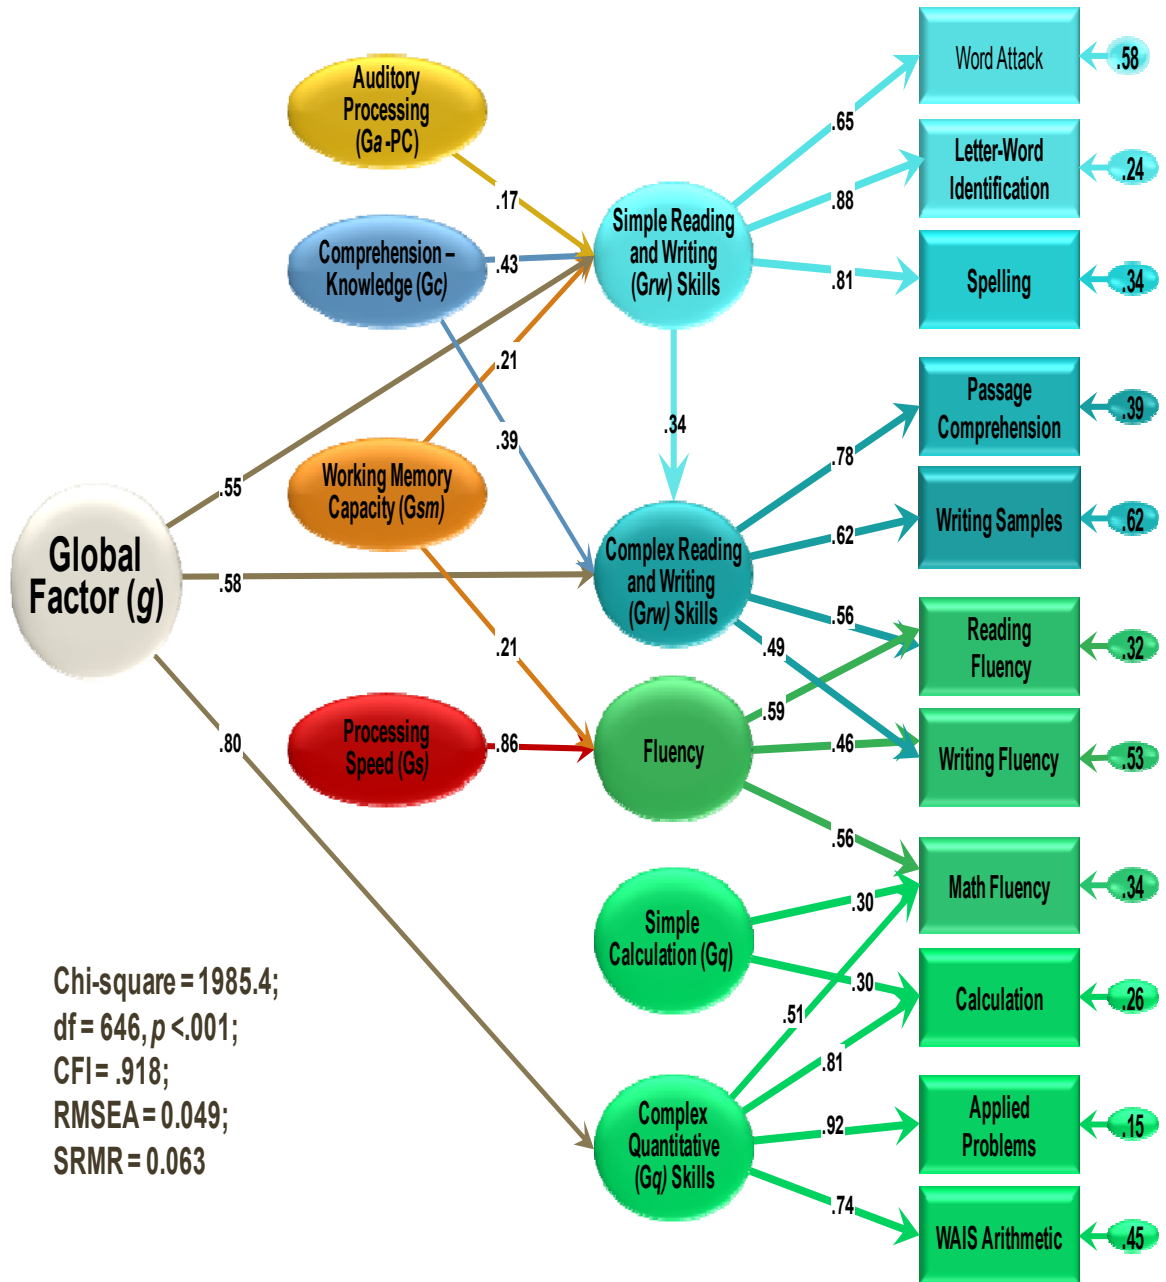 Word Attack
.58
Auditory
Processing
(Ga -PC)
.65
Letter-Word
Identification
.24
.17
.88
Simple Reading
and Writing
(Grw) Skills
Comprehension –
Knowledge (Gc)
.43
.81
Spelling
.34
.21
Passage
Comprehension
.39
.39
.34
.78
Working Memory
Capacity (Gsm)
.55
Writing Samples
.62
.62
Complex Reading
and Writing
(Grw) Skills
Global
Factor (g)
.58
.56
Reading
Fluency
.32
.21
.49
.59
Processing
Speed (Gs)
.80
.86
Fluency
.46
Writing Fluency
.53
.56
Math Fluency
.34
.30
Simple
Calculation (Gq)
.30
Calculation
.26
.51
Chi-square = 1985.4;
df = 646, p <.001;
CFI = .918;
RMSEA = 0.049;
SRMR = 0.063
.81
Complex
Quantitative
(Gq) Skills
.92
Applied
Problems
.15
.74
WAIS Arithmetic
.45